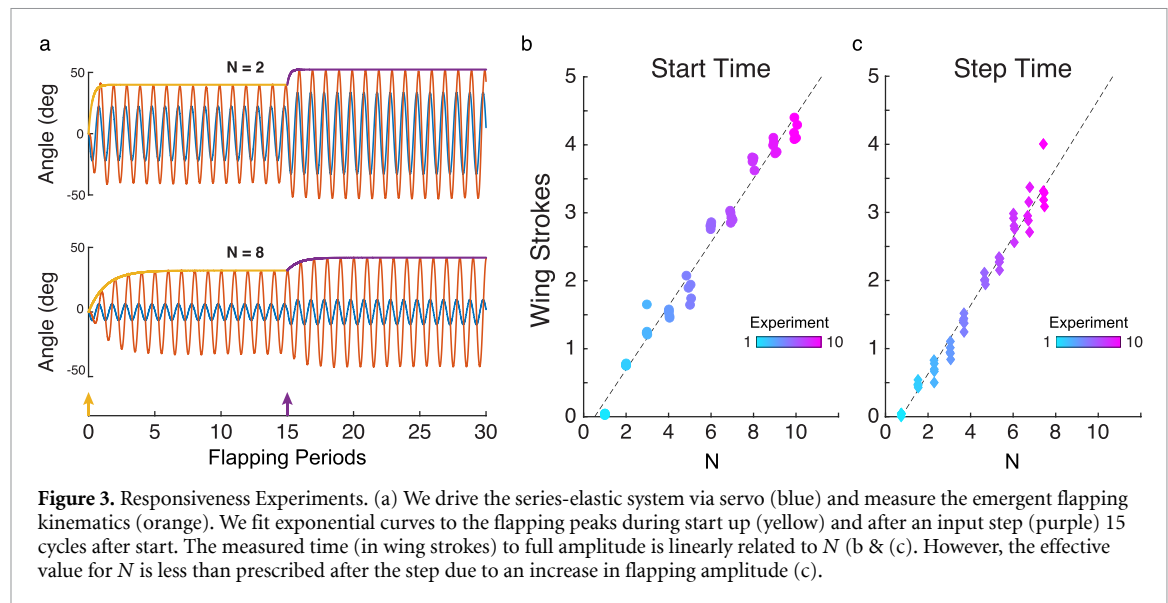 a
50
0
-50
Angle (deg
N = 2
50
0
-50
Angle (deg
N = 8
0 5 10 15 20 25 30
Flapping Periods
b
Start Time
5
4
3
2
1
0
Wing Strokes
Experiment
1 10
0 2 4 6 8 10
N
c
Step Time
5
4
3
2
1
0
Experiment
1 10
0 2 4 6 8 10
N
Figure 3. Responsiveness Experiments. (a) We drive the series-elastic system via servo (blue) and measure the emergent flapping
kinematics (orange). We fit exponential curves to the flapping peaks during start up (yellow) and after an input step (purple) 15
cycles after start. The measured time (in wing strokes) to full amplitude is linearly related to N (b & (c). However, the effective
value for N is less than prescribed after the step due to an increase in flapping amplitude (c).